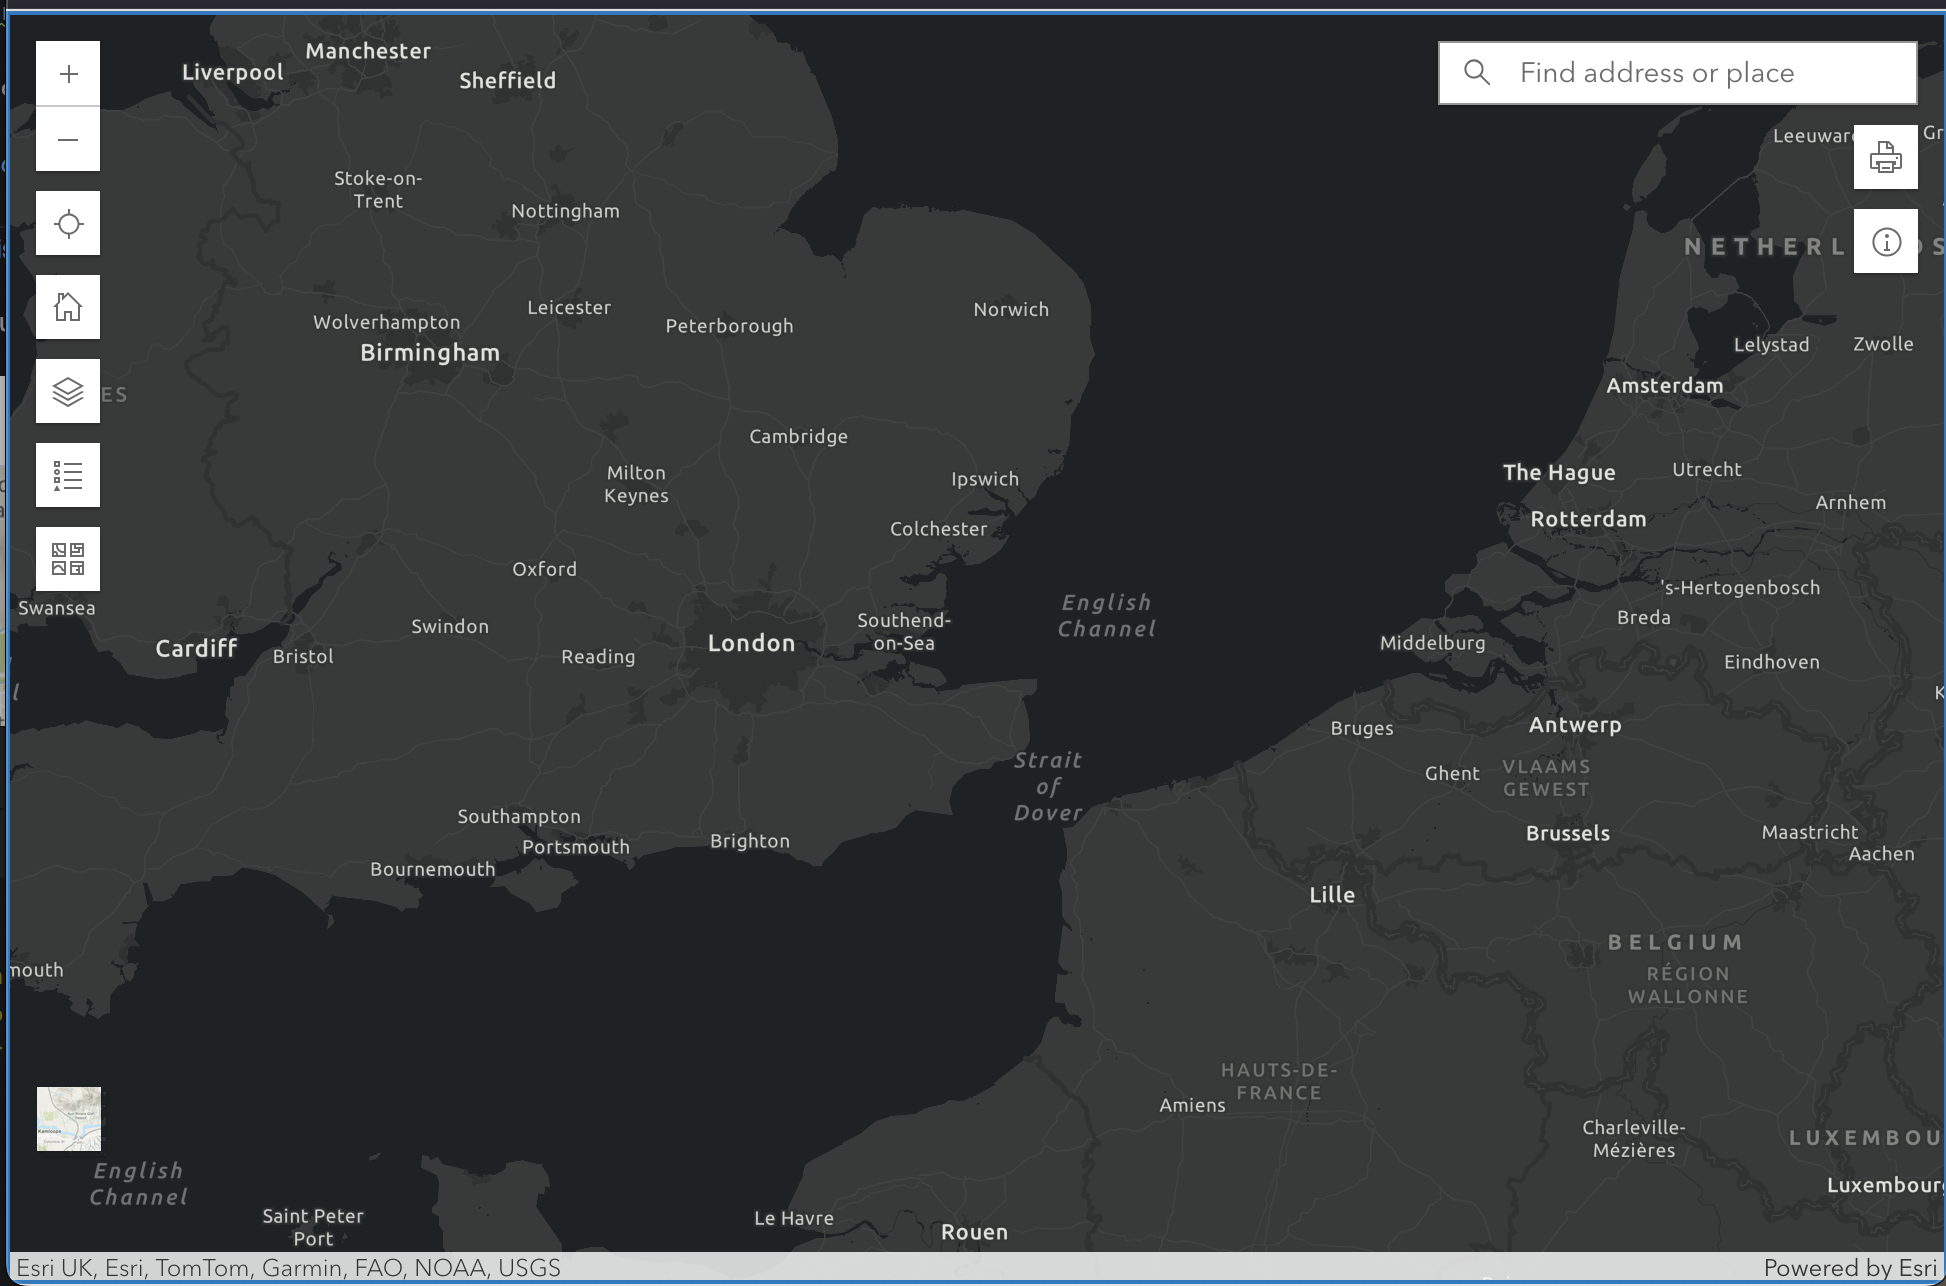 Manchester
Liverpool
Sheffield
Find address or place
Stoke-on-
Trent
Nottingham
NETHERL
Wolverhampton
Leicester
Peterborough
Norwich
Birmingham
Lelystad
Zwolle
Amsterdam
ES
Cambridge
Milton
Keynes
Ipswich
The Hague
Utrecht
Colchester
Rotterdam
Arnhem
Oxford
's-Hertogenbosch
English
Channel
Swansea
Breda
Swindon
Southend-
on-Sea
Cardiff
Bristol
Reading
London
Middelburg
Eindhoven
Bruges
Antwerp
Strait
of
Dover
Ghent
VLAAMS
GEWEST
Southampton
Portsmouth
Brighton
Bournemouth
Brussels
Maastricht
Aachen
Lille
BELGIUM
RÉGION
WALLONNE
mouth
HAUTS-DE-
FRANCE
Amiens
Charleville-
Mézières
LUXEMBOU
English
Channel
Luxembourg
Saint Peter
Port
Le Havre
Rouen
Esri UK, Esri, TomTom, Garmin, FAO, NOAA, USGS
Powered by Esri